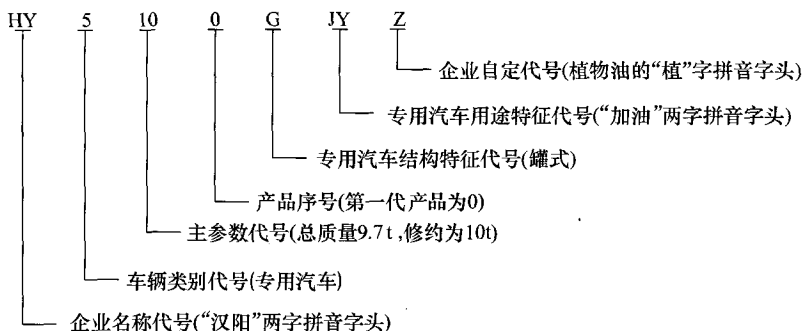 HY 5 10 0 G JY Z
企业自定代号(植物油的“植”字拼音字头)
专用汽车用途特征代号(“加油”两字拼音字头)
专用汽车结构特征代号(罐式)
产品序号(第一代产品为0)
主参数代号(总质量9.7t,修约为10t)
车辆类别代号(专用汽车)
企业名称代号(“汉阳”两字拼音字头)